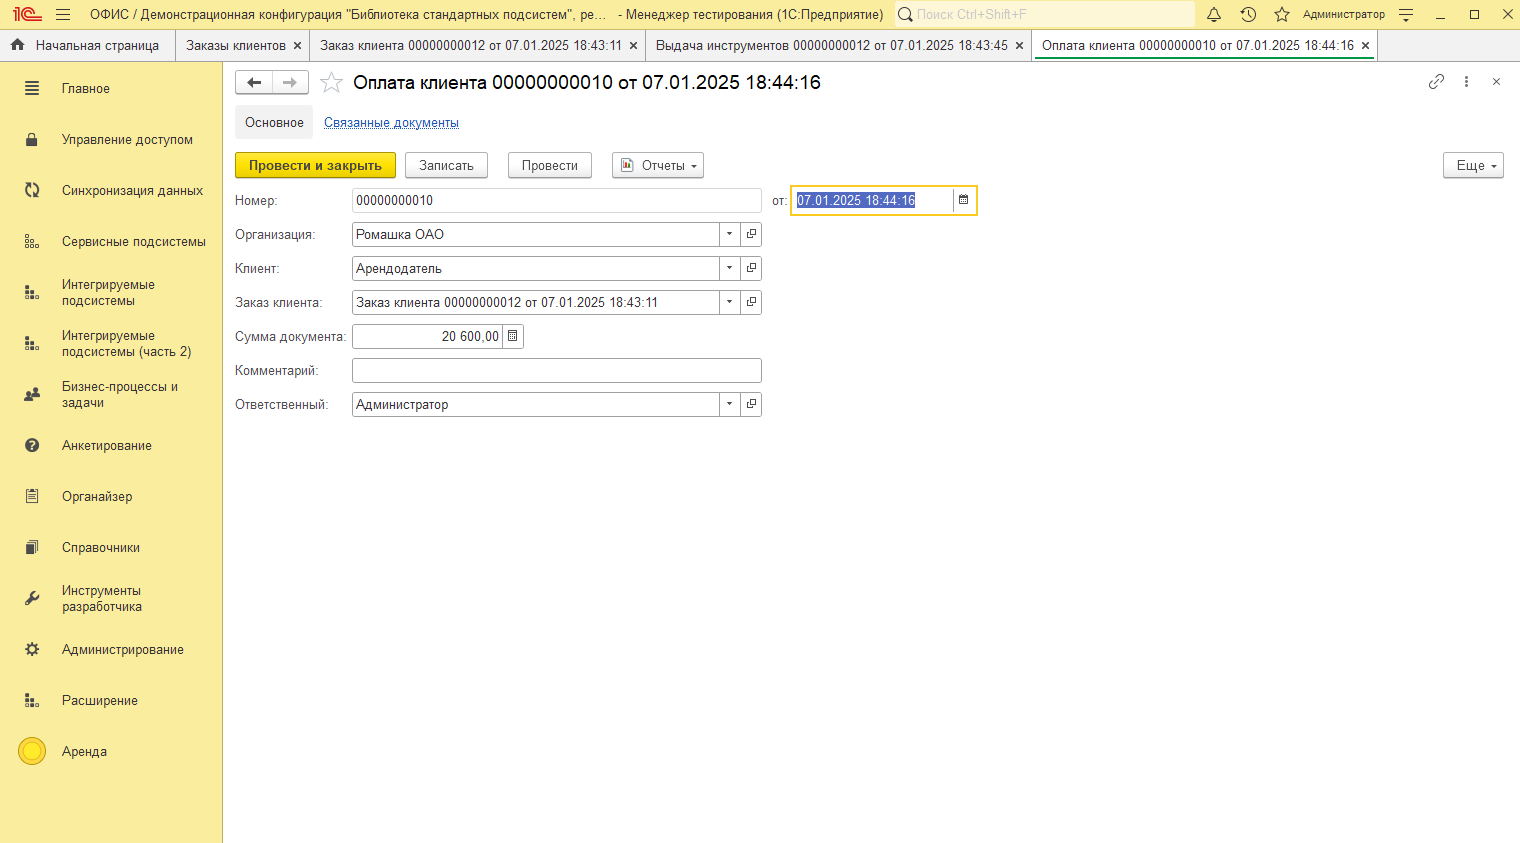 1С ОФИС / Демонстрационная конфигурация "Библиотека стандартных подсистем", ре... - Менеджер тестирования (1С:Предприятие) Поиск Ctrl+Shift+F Администратор
Начальная страница Заказы клиентов Заказ клиента 00000000012 от 07.01.2025 18:43:11 Выдача инструментов 00000000012 от 07.01.2025 18:43:45 Оплата клиента 00000000010 от 07.01.2025 18:44:16
Главное
Управление доступом
Синхронизация данных
Сервисные подсистемы
Интегрируемые
подсистемы
Интегрируемые
подсистемы (часть 2)
Бизнес-процессы и
задачи
Анкетирование
Органайзер
Справочники
Инструменты
разработчика
Администрирование
Расширение
Аренда
Оплата клиента 00000000010 от 07.01.2025 18:44:16
Основное Связанные документы
Провести и закрыть Записать Провести Отчеты Еще
Номер: 00000000010 от: 07.01.2025 18:44:16
Организация: Ромашка ОАО
Клиент: Арендодатель
Заказ клиента: Заказ клиента 00000000012 от 07.01.2025 18:43:11
Сумма документа: 20 600,00
Комментарий:
Ответственный: Администратор